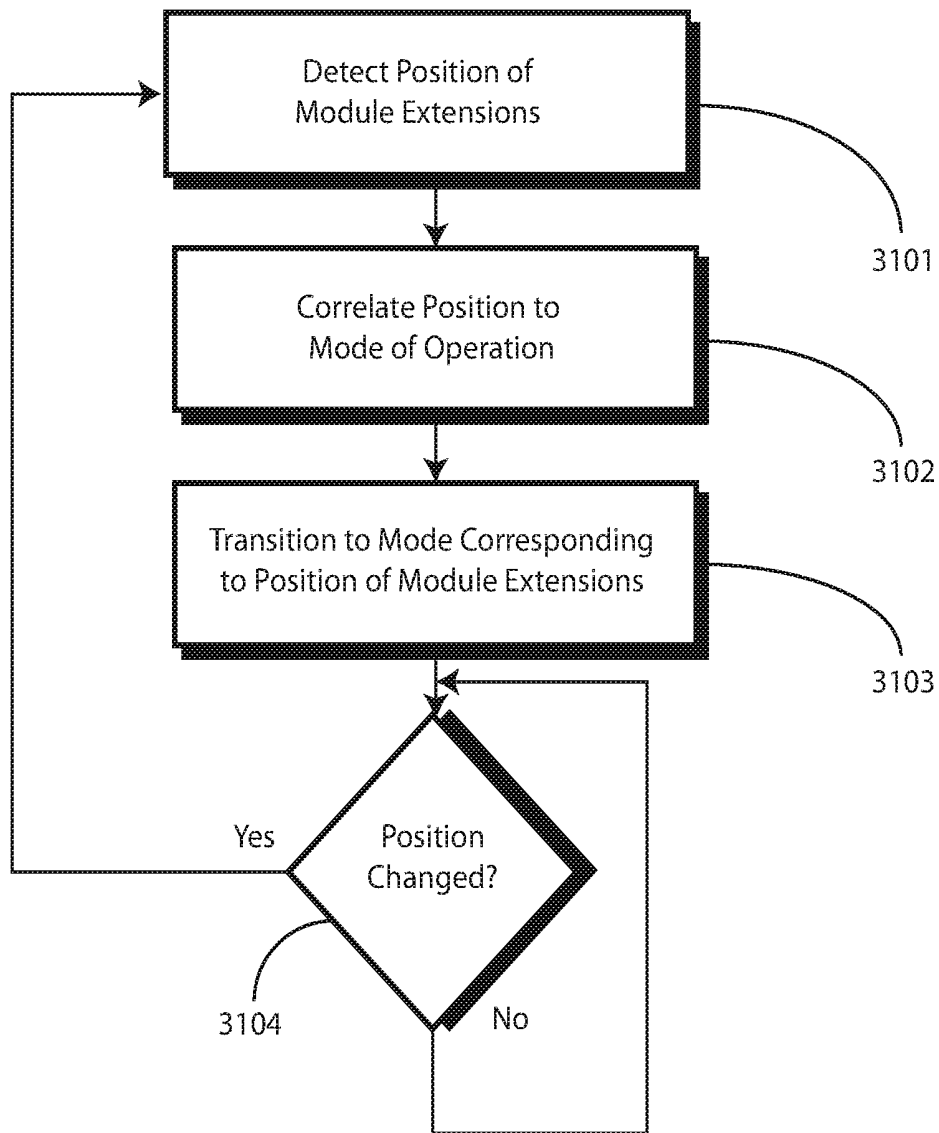 Detect Position of
Module Extensions
3101
Correlate Position to
Mode of Operation
3102
Transition to Mode Corresponding
to Position of Module Extensions
3103
Yes
Position
Changed?
3104
No